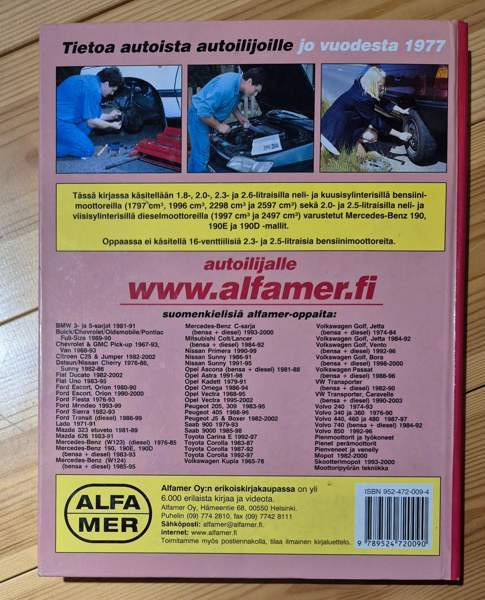 Tietoa autoista autoilijoille jo vuodesta 1977
Tässä kirjassa käsitellään 1.8-, 2.0-, 2.3- ja 2.6-litraisilla neli- ja kuusisylinterisillä bensiini-
moottoreilla (1797 cm³, 1996 cm³, 2298 cm³ ja 2597 cm³) sekä 2.0- ja 2.5-litraisilla neli- ja
viisisylinterisillä dieselmoottoreilla (1997 cm³ ja 2497 cm³) varustetut Mercedes-Benz 190,
190E ja 190D -mallit.
Oppaassa ei käsitellä 16-venttiilisiä 2.3- ja 2.5-litraisia bensiinimoottoreita.
autoilijalle
www.alfamer.fi
suomenkielisiä alfamer-oppaita:
BMW 3- ja 5-sarjat 1981-91
Buick/Chevrolet/Oldsmobile/Pontiac
Full-Size 1969-90
Chevrolet & GMC Pick-up 1967-93,
Van 1968-93
Citroen C25 & Jumper 1982-2002
Datsun/Nissan Cherry 1976-86,
Sunny 1982-86
Fiat Ducato 1982-2002
Fiat Uno 1983-95
Ford Escort, Orion 1980-90
Ford Escort, Orion 1990-2000
Ford Fiesta 1976-93
Ford Mondeo 1993-99
Ford Sierra 1982-93
Ford Transit (diesel) 1986-99
Lada 1971-91
Mazda 323 etuveto 1981-89
Mazda 626 1983-91
Mercedes-Benz (W123) (diesel) 1976-85
Mercedes-Benz 190, 190E, 190D
(bensa + diesel) 1983-93
Mercedes-Benz (W124)
(bensa + diesel) 1985-95
Mercedes-Benz C-sarja
(bensa + diesel) 1993-2000
Mitsubishi Colt/Lancer
(bensa + diesel) 1984-92
Nissan Primera 1990-99
Nissan Sunny 1986-91
Nissan Sunny 1991-95
Opel Ascona (bensa + diesel) 1981-88
Opel Astra 1991-98
Opel Kadett 1979-91
Opel Omega 1986-94
Opel Vectra 1988-95
Opel Vectra 1995-2002
Peugeot 205, 309 1983-95
Peugeot 405 1988-96
Peugeot J5 & Boxer 1982-2002
Saab 900 1979-93
Saab 9000 1985-98
Toyota Carina E 1992-97
Toyota Corolla 1983-87
Toyota Corolla 1987-92
Toyota Corolla 1992-97
Volkswagen Kupla 1965-76
Volkswagen Golf, Jetta
(bensa + diesel) 1974-84
Volkswagen Golf, Jetta 1984-92
Volkswagen Golf, Vento
(bensa + diesel) 1992-96
Volkswagen Golf, Bora
(bensa + diesel) 1998-2000
Volkswagen Passat
(bensa + diesel) 1988-96
VW Transporter
(bensa + diesel) 1982-90
VW Transporter, Caravelle
(bensa + diesel) 1990-2003
Volvo 240 1974-93
Volvo 340 ja 360 1976-90
Volvo 440, 460 ja 480 1987-97
Volvo 740 (bensa + diesel) 1984-92
Volvo 850 1992-96
Pienmoottorit ja työkoneet
Pienet perämoottorit
Pienveneet ja veneily
Mopot 1982-2000
Skootterimopot 1993-2000
Moottoripyörän tekniikka
ALFA
MER
Alfamer Oy:n erikoiskirjakaupassa on yli
6.000 erilaista kirjaa ja videota.
Alfamer Oy, Hämeentie 68, 00550 Helsinki.
Puhelin (09) 774 2810, fax (09) 7742 8111
Sähköposti: alfamer@alfamer.fi.
Internet: www.alfamer.fi
Toimitamme myös postiennakolla, tilaa ilmainen kirjaluettelo.
ISBN 952-472-009-4
9 789524 720090